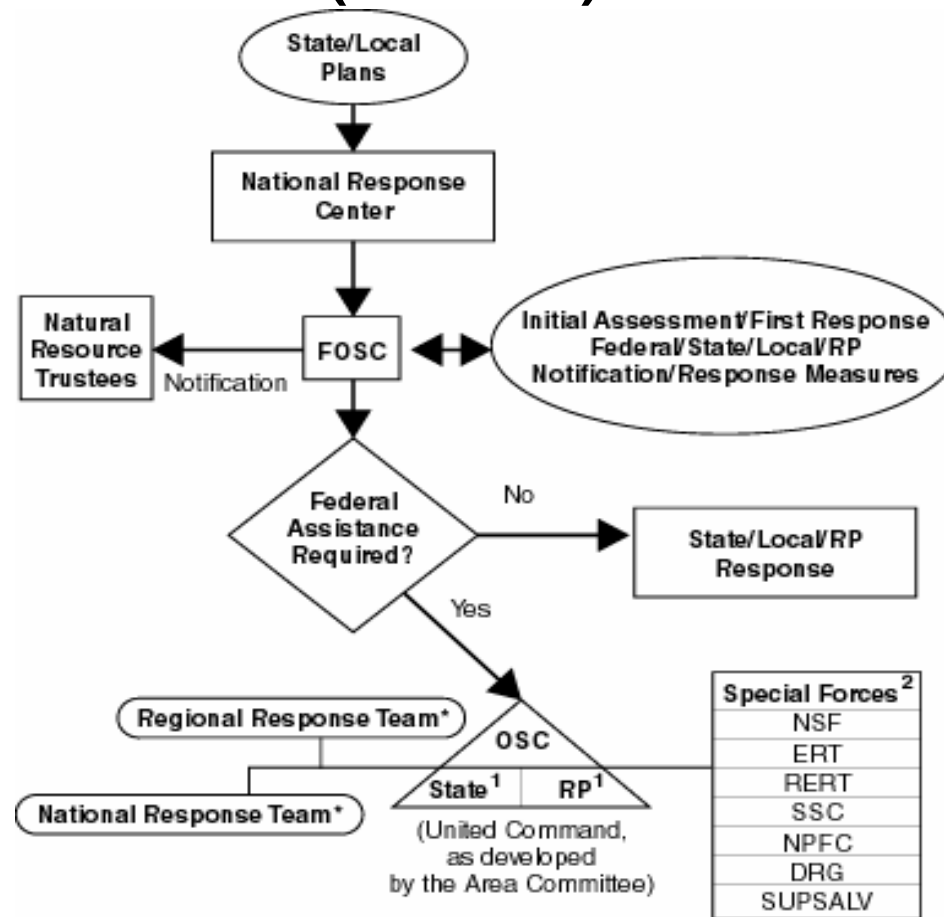 State/Local
Plans
National Response
Center
Natural
Resource
Trustees
Notification
FOSC
Initial Assessment/First Response
Federal/State/Local/RP
Notification/Response Measures
Federal
Assistance
Required?
No
State/Local/RP
Response
Yes
Regional Response Team*
National Response Team*
OSC
State¹
RP¹
(United Command,
as developed
by the Area Committee)
Special Forces²
NSF
ERT
RERT
SSC
NPFC
DRG
SUPSALV